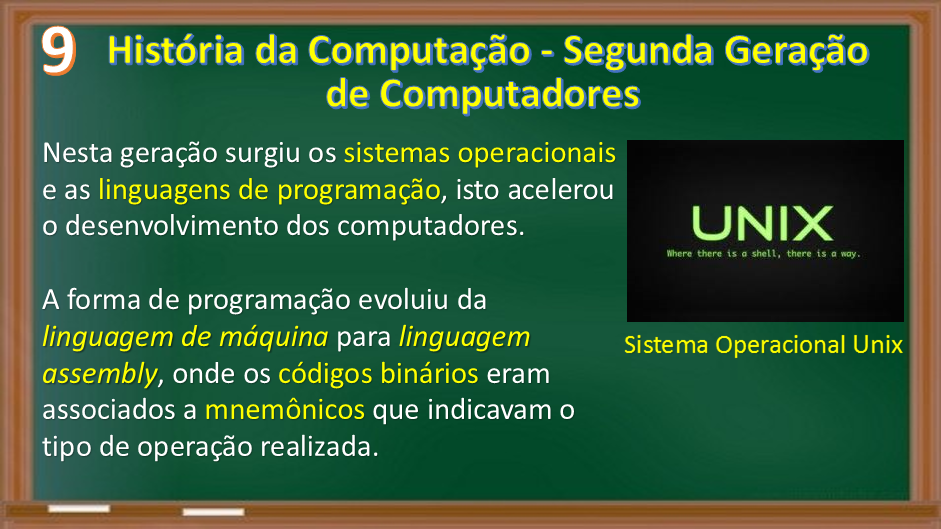 9
História da Computação - Segunda Geração
de Computadores
Nesta geração surgiu os sistemas operacionais
e as linguagens de programação, isto acelerou
o desenvolvimento dos computadores.
A forma de programação evoluiu da
linguagem de máquina para linguagem
assembly, onde os códigos binários eram
associados a mnemônicos que indicavam o
tipo de operação realizada.
UNIX
Where there is a shell, there is a way.
Sistema Operacional Unix